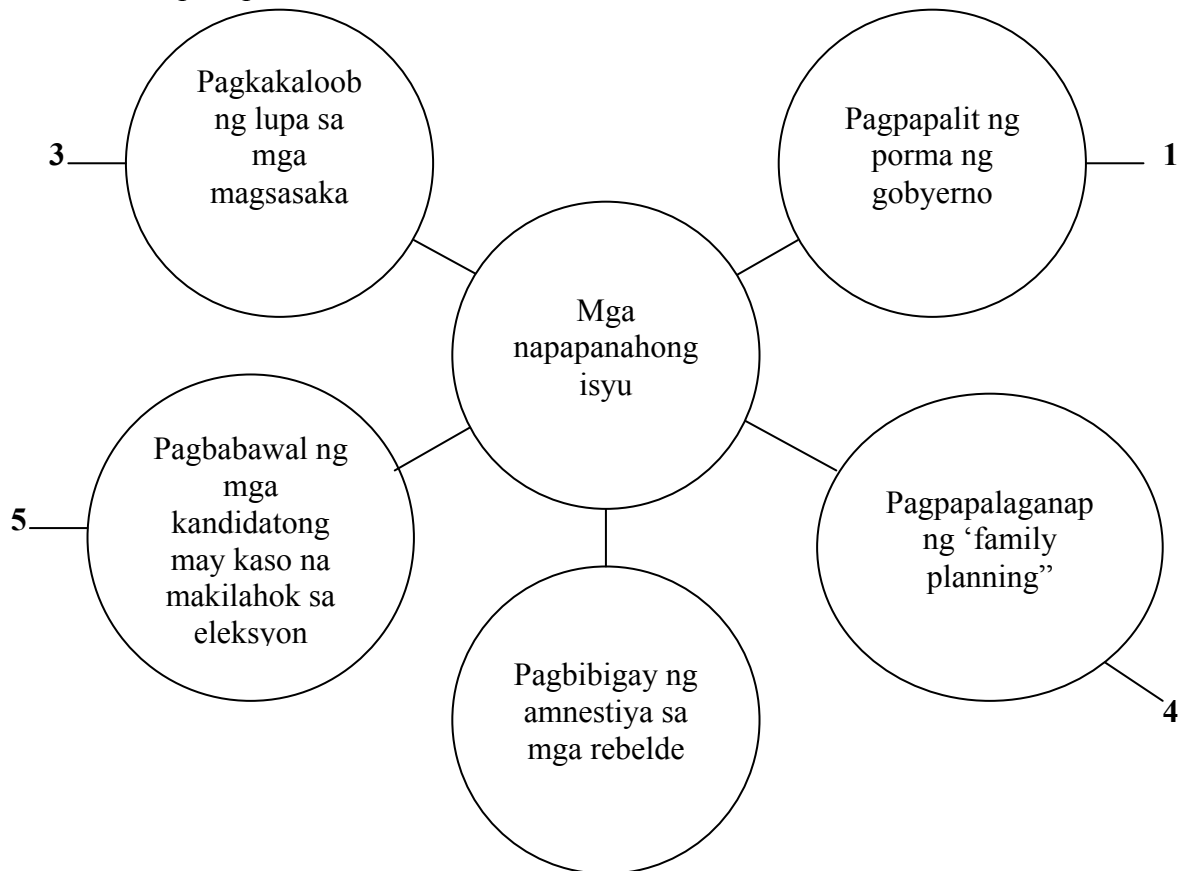 Pagkakaloob
ng lupa sa
mga
magsasaka
3
Pagpapalit ng
porma ng
gobyerno
1
Mga
napapanahong
isyu
Pagbabawal ng
mga
kandidatong
may kaso na
makilahok sa
eleksyon
5
Pagpapalaganap
ng ‘family
planning”
4
Pagbibigay ng
amnestiya sa
mga rebelde